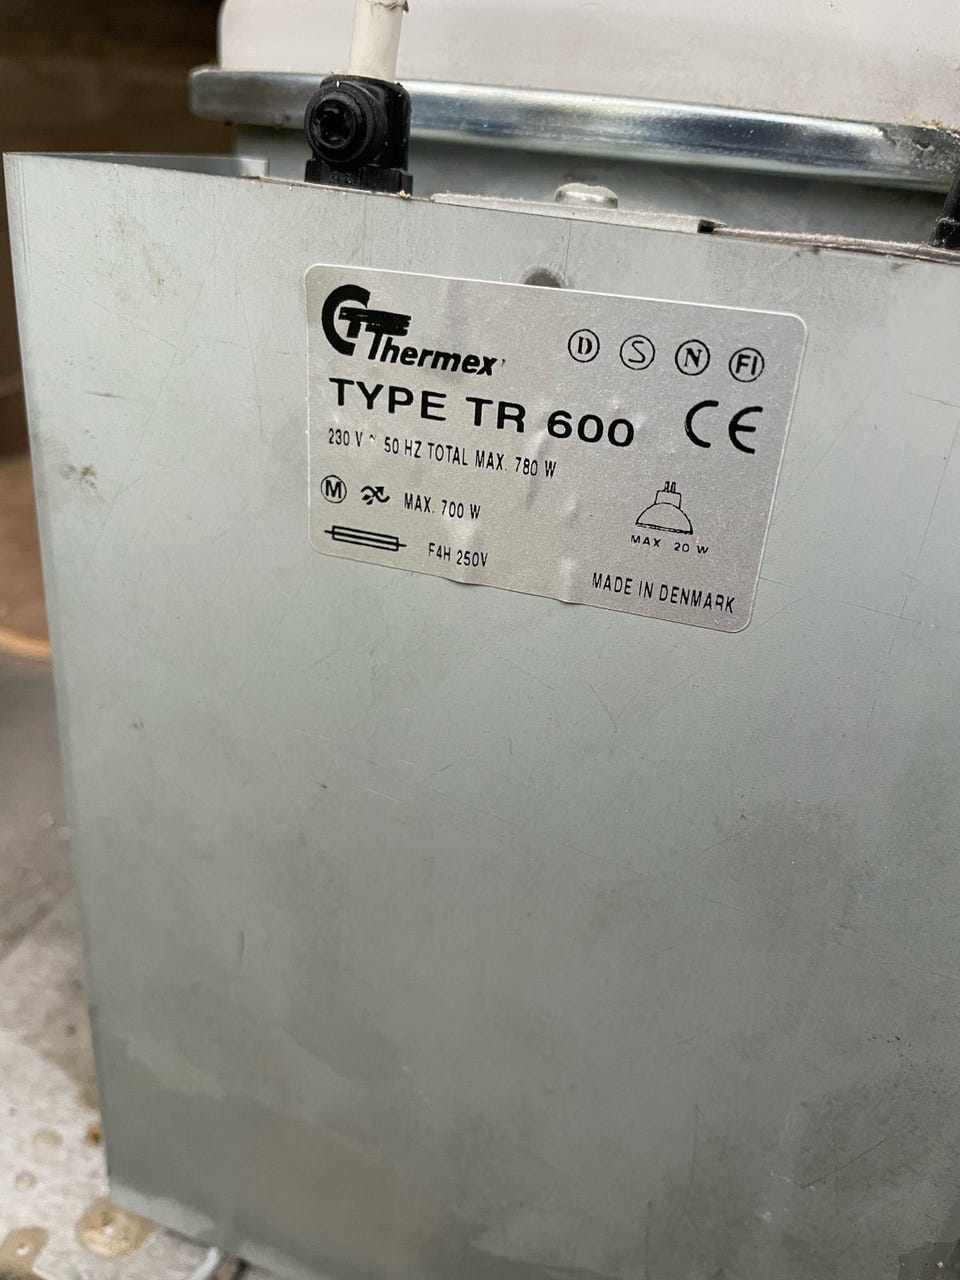 Thermex
D S N FI
TYPE TR 600
CE
230 V ~ 50 HZ TOTAL MAX. 780 W
M MAX. 700 W
MAX 20 W
F4H 250V
MADE IN DENMARK